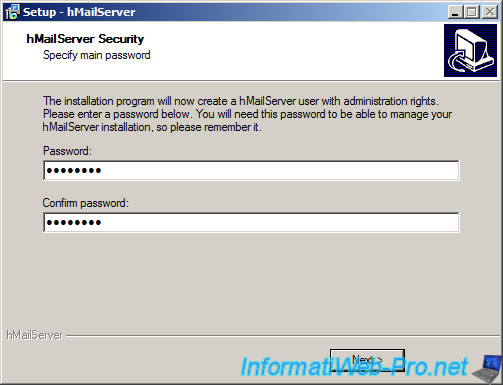 Setup - hMailServer
hMailServer Security
Specify main password
The installation program will now create a hMailServer user with administration rights.
Please enter a password below. You will need this password to be able to manage your
hMailServer installation, so please remember it.
Password:
●●●●●●●●
Confirm password:
●●●●●●●●
hMailServer
Next >
InformatiWeb-Pro.net